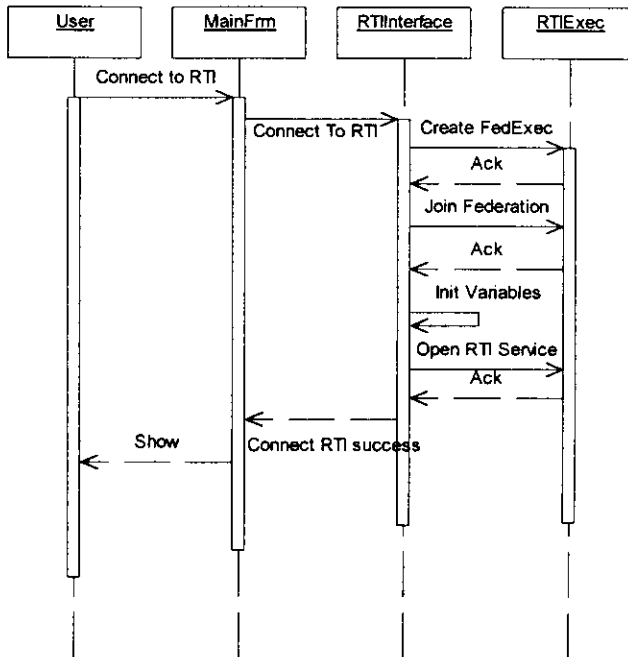 User
MainFrm
RTIInterface
RTIExec
Connect to RTI
Connect To RTI
Create FedExec
Ack
Join Federation
Ack
Init Variables
Open RTI Service
Ack
Connect RTI success
Show